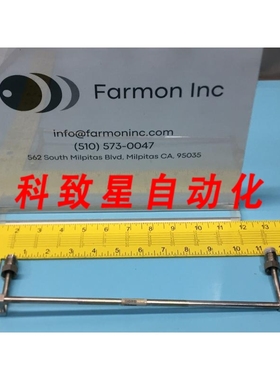 Farmon Inc
info@farmoninc.com
(510) 573-0047
562 South Milpitas Blvd, Milpitas CA. 95035
科致星自动化